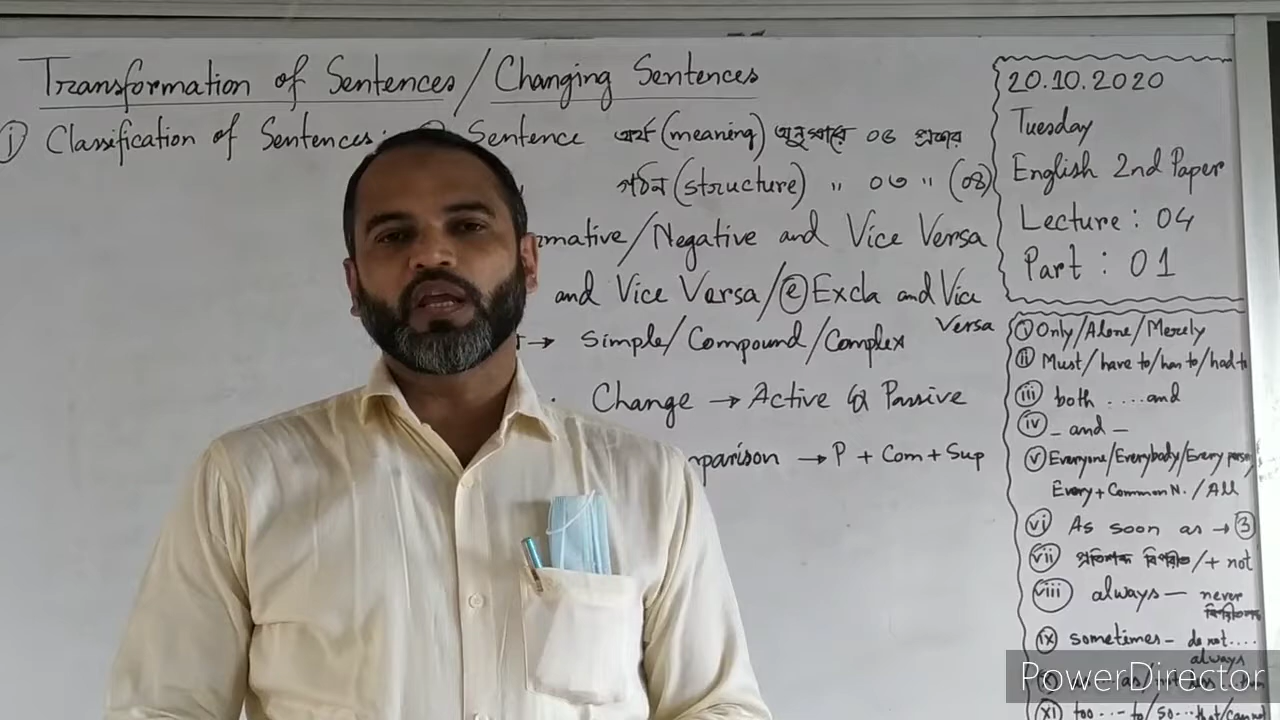 Transformation of Sentences/Changing Sentences
① Classification of Sentences: Sentence অর্থ (meaning) অনুসারে ০৫ প্রকার
গঠন (structure) " ০৩ " (০৪)
mative/Negative and Vice Versa
and Vice Versa/ⓔ Excla and Vice
Versa
→ Simple/Compound/Complex
Change → Active & Passive
parison → P + Com + Sup
20.10.2020
Tuesday
English 2nd Paper
Lecture : 04
Part : 01
ⓘ Only/Alone/Merely
ⓘⓘ Must/have to/has to/had to
iii both ....and
iv _ and _
v Everyone/Everybody/Every person
Every + Common N. / All
vi As soon as → 3
vii প্রতিশব্দ বিপরীত/+ not
viii always — never
ix sometimes - do not....
always
xi too...to/so...that/cannot
PowerDirector